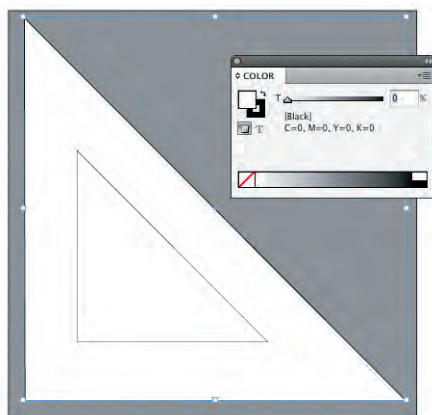 COLOR
T 0 %
[Black]
C=0, M=0, Y=0, K=0
T